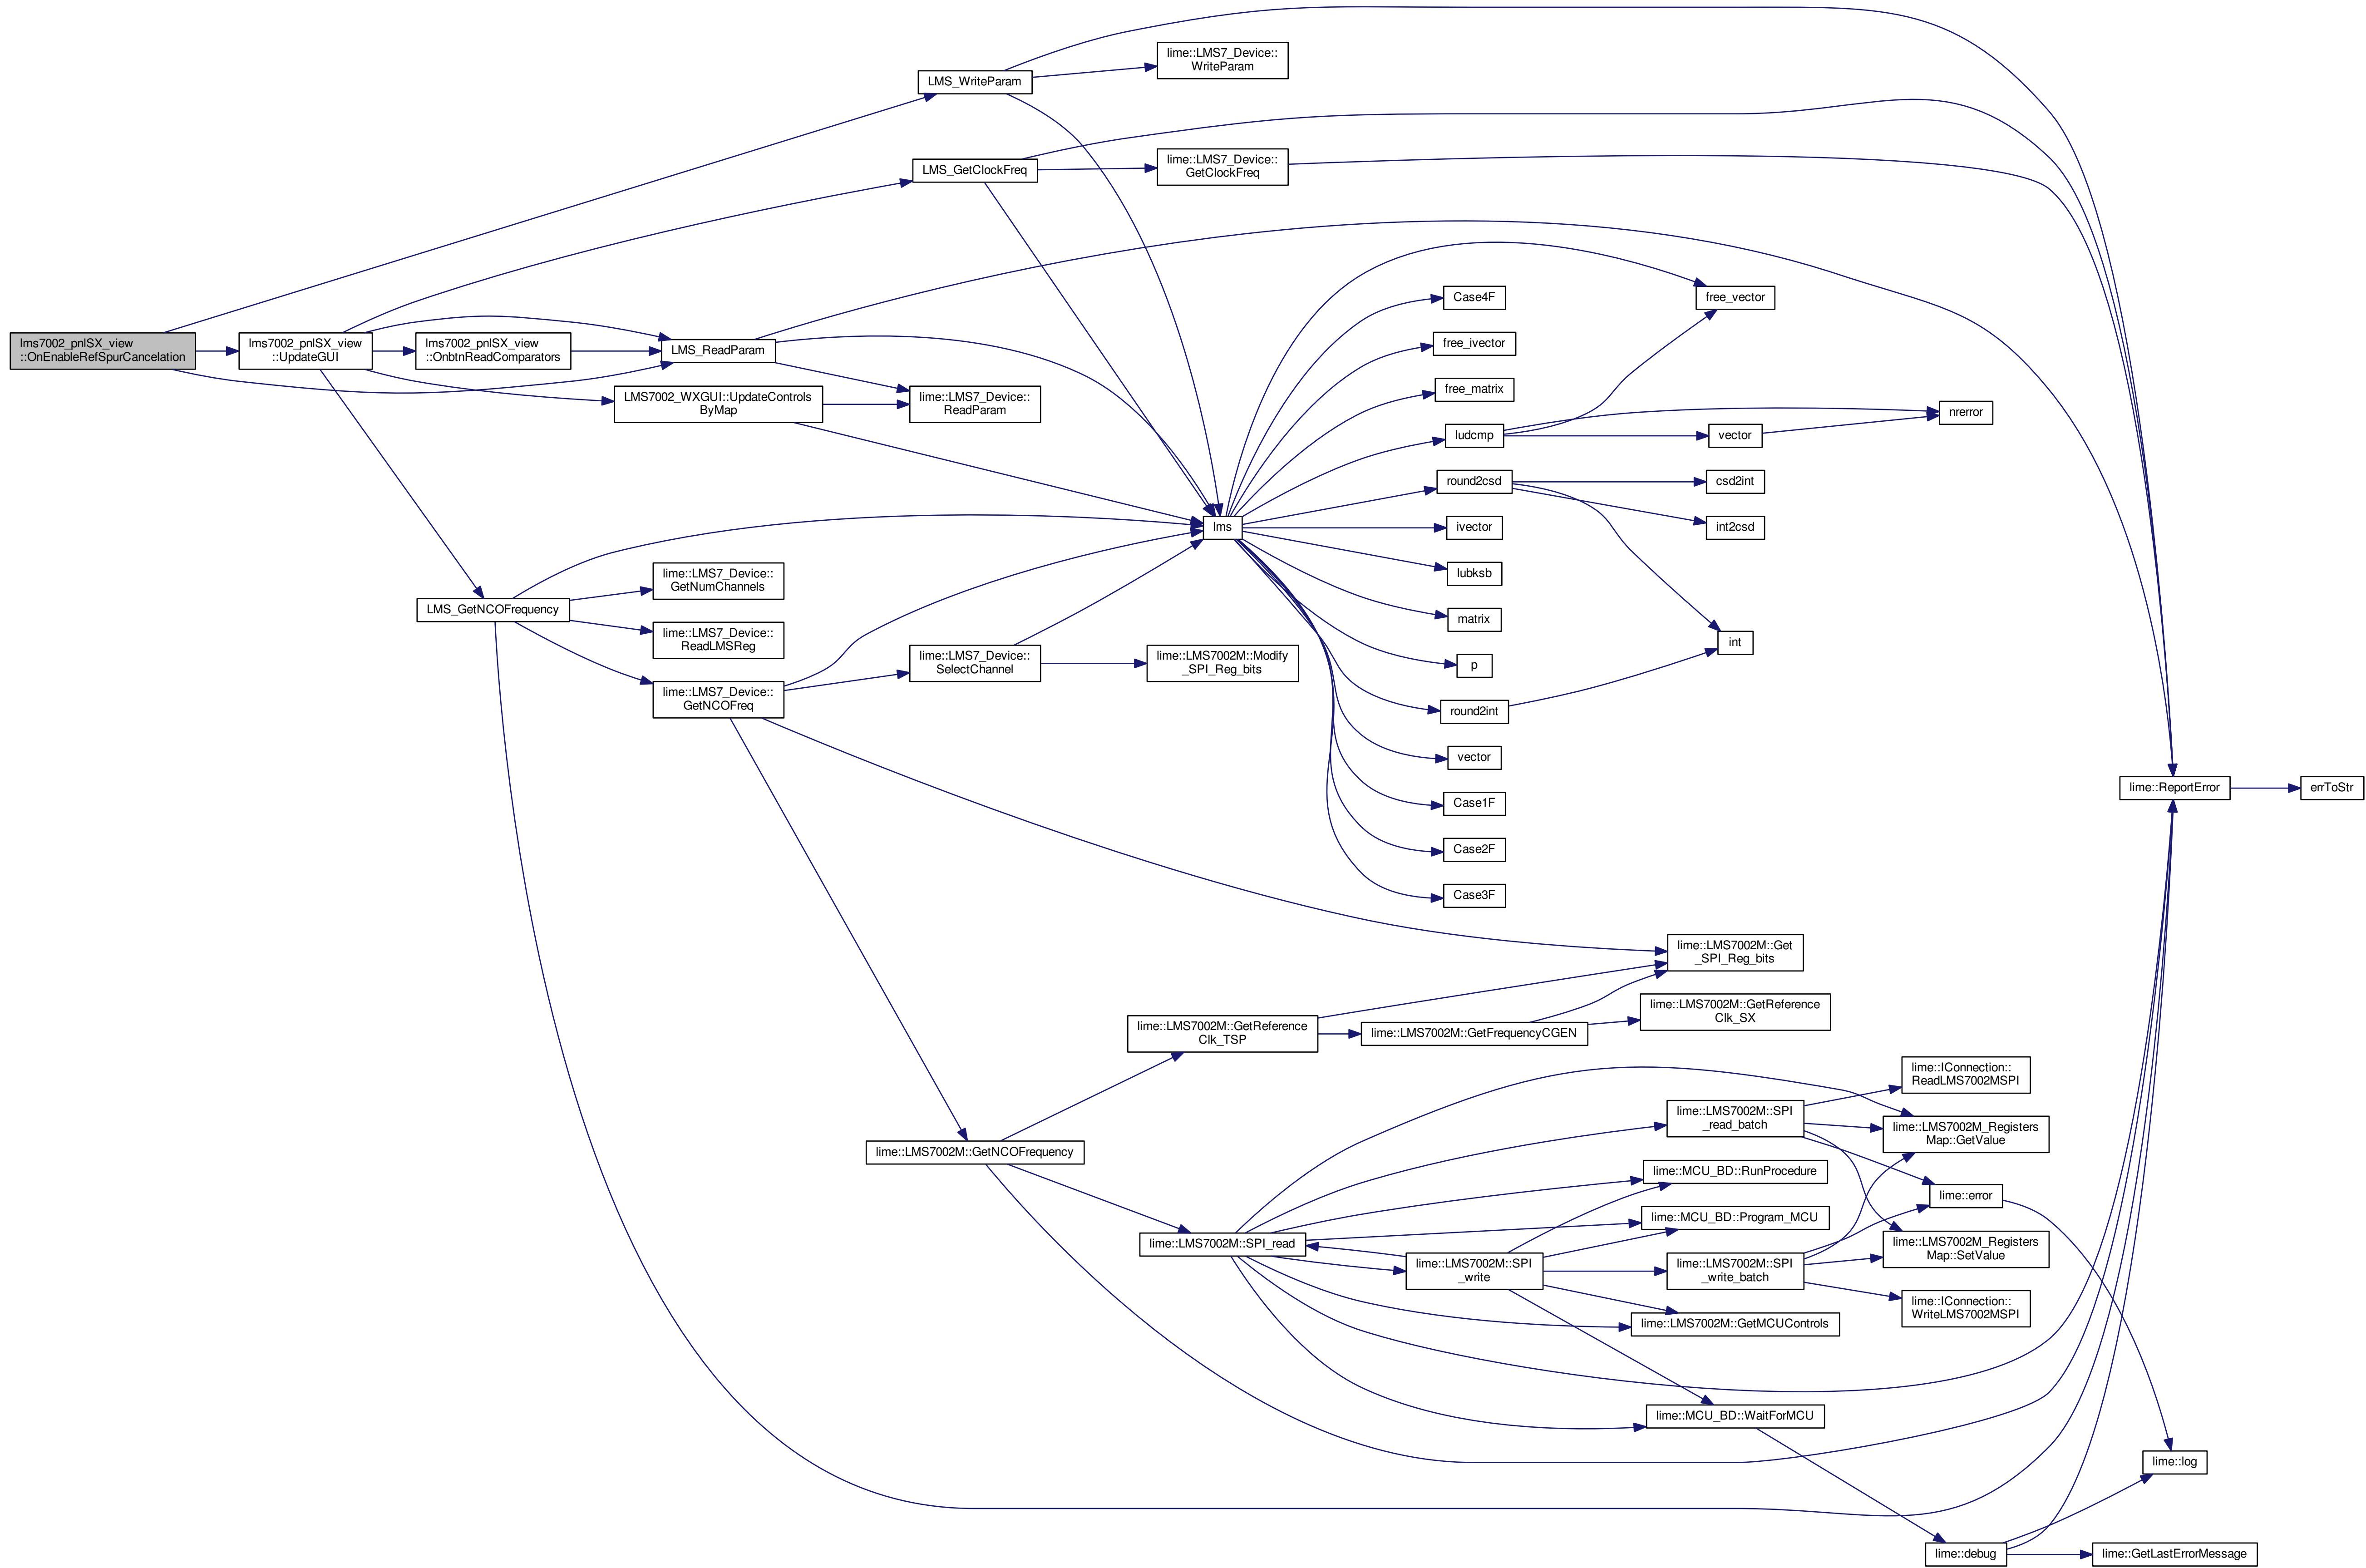 lime::LMS7_Device::
WriteParam
LMS_WriteParam
LMS_GetClockFreq
lime::LMS7_Device::
GetClockFreq
lms7002_pnlSX_view
::OnEnableRefSpurCancelation
lms7002_pnlSX_view
::UpdateGUI
lms7002_pnlSX_view
::OnbtnReadComparators
LMS_ReadParam
LMS7002_WXGUI::UpdateControls
ByMap
lime::LMS7_Device::
ReadParam
free_vector
Case4F
free_ivector
free_matrix
nrerror
ludcmp
vector
round2csd
csd2int
lms
ivector
int2csd
lime::LMS7_Device::
GetNumChannels
lubksb
LMS_GetNCOFrequency
matrix
lime::LMS7_Device::
ReadLMSReg
int
lime::LMS7_Device::
SelectChannel
lime::LMS7002M::Modify
_SPI_Reg_bits
p
lime::LMS7_Device::
GetNCOFreq
round2int
vector
lime::ReportError
errToStr
Case1F
Case2F
Case3F
lime::LMS7002M::Get
_SPI_Reg_bits
lime::LMS7002M::GetReference
Clk_SX
lime::LMS7002M::GetReference
Clk_TSP
lime::LMS7002M::GetFrequencyCGEN
lime::IConnection::
ReadLMS7002MSPI
lime::LMS7002M::SPI
_read_batch
lime::LMS7002M_Registers
Map::GetValue
lime::LMS7002M::GetNCOFrequency
lime::MCU_BD::RunProcedure
lime::error
lime::MCU_BD::Program_MCU
lime::LMS7002M::SPI_read
lime::LMS7002M_Registers
Map::SetValue
lime::LMS7002M::SPI
_write
lime::LMS7002M::SPI
_write_batch
lime::IConnection::
WriteLMS7002MSPI
lime::LMS7002M::GetMCUControls
lime::MCU_BD::WaitForMCU
lime::log
lime::debug
lime::GetLastErrorMessage